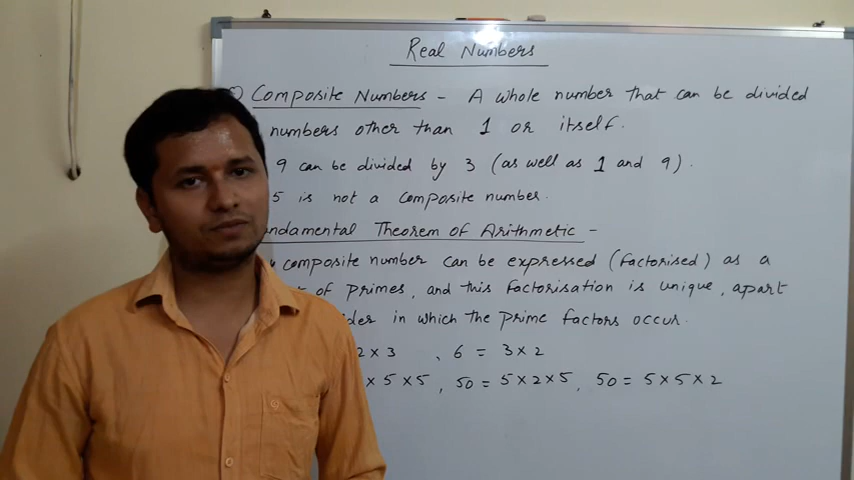 Real Numbers
Composite Numbers - A whole number that can be divided
numbers other than 1 or itself.
9 can be divided by 3 (as well as 1 and 9).
5 is not a composite number.
Theorem of Arithmetic -
composite number can be expressed (factorised) as a
of primes, and this factorisation is unique, apart
in which the prime factors occur.
2 x 3 , 6 = 3 x 2
x 5 x 5 , 50 = 5 x 2 x 5 , 50 = 5 x 5 x 2